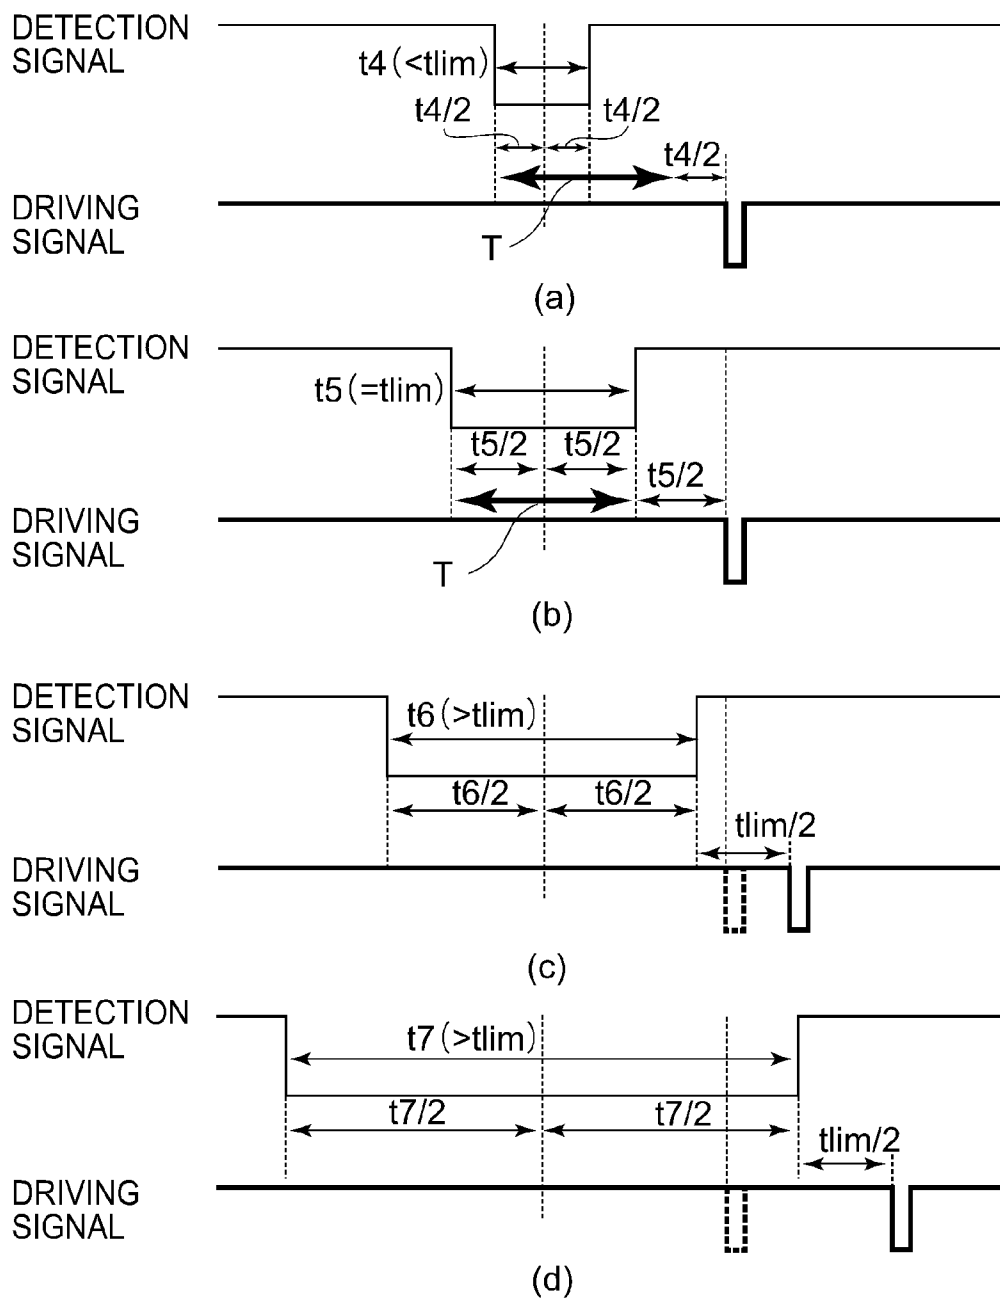 DETECTION
SIGNAL
t4(<tlim)
t4/2
t4/2
t4/2
DRIVING
SIGNAL
T
(a)
DETECTION
SIGNAL
t5(=tlim)
t5/2
t5/2
t5/2
DRIVING
SIGNAL
T
(b)
DETECTION
SIGNAL
t6(>tlim)
t6/2
t6/2
tlim/2
DRIVING
SIGNAL
(c)
DETECTION
SIGNAL
t7(>tlim)
t7/2
t7/2
tlim/2
DRIVING
SIGNAL
(d)